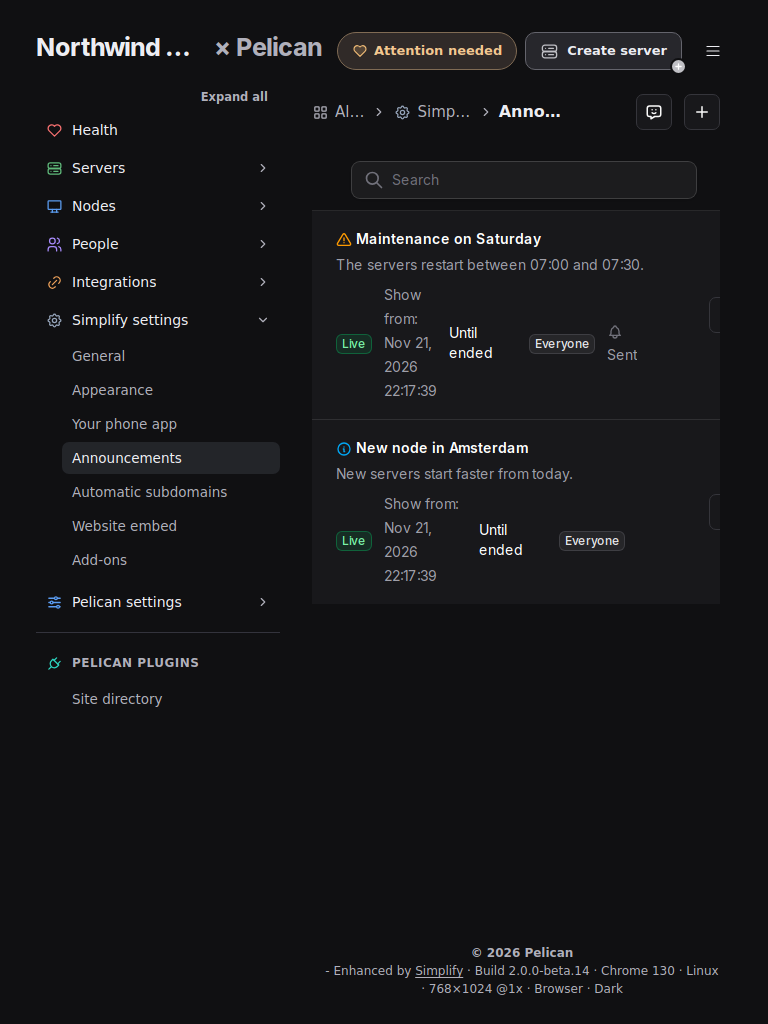 Northwind … × Pelican
Attention needed
Create server
Expand all
Health
Servers
Nodes
People
Integrations
Simplify settings
General
Appearance
Your phone app
Announcements
Automatic subdomains
Website embed
Add-ons
Pelican settings
PELICAN PLUGINS
Site directory
Al… > Simp… > Anno…
Search
Maintenance on Saturday
The servers restart between 07:00 and 07:30.
Live
Show
from:
Nov 21,
2026
22:17:39
Until
ended
Everyone
Sent
New node in Amsterdam
New servers start faster from today.
Live
Show from:
Nov 21,
2026
22:17:39
Until
ended
Everyone
© 2026 Pelican
- Enhanced by Simplify · Build 2.0.0-beta.14 · Chrome 130 · Linux
· 768×1024 @1x · Browser · Dark